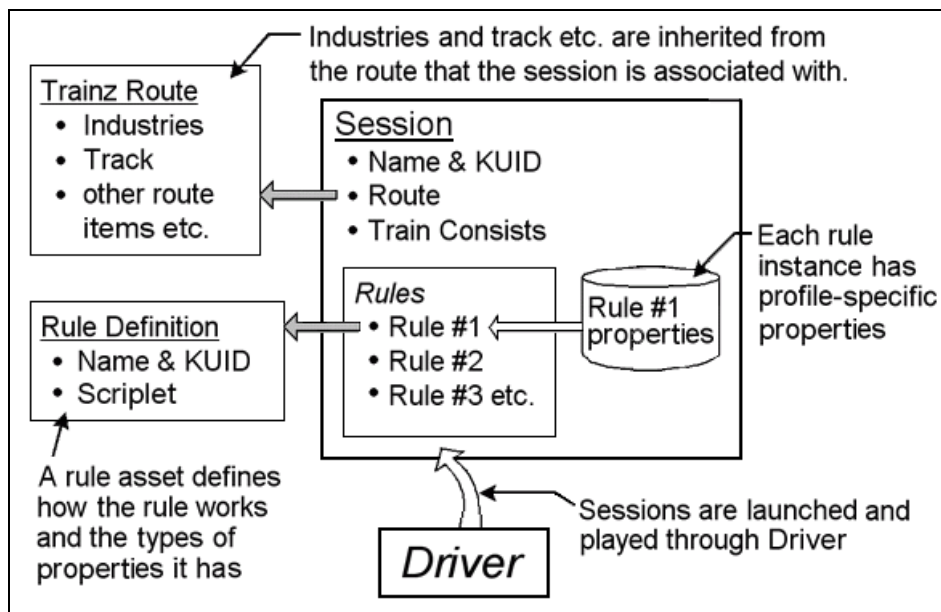 Industries and track etc. are inherited from
the route that the session is associated with.
Trainz Route
• Industries
• Track
• other route
items etc.
Session
• Name & KUID
• Route
• Train Consists
Each rule
instance has
profile-specific
properties
Rules
• Rule #1
• Rule #2
• Rule #3 etc.
Rule #1
properties
Rule Definition
• Name & KUID
• Scriplet
A rule asset defines
how the rule works
and the types of
properties it has
Sessions are launched and
played through Driver
Driver